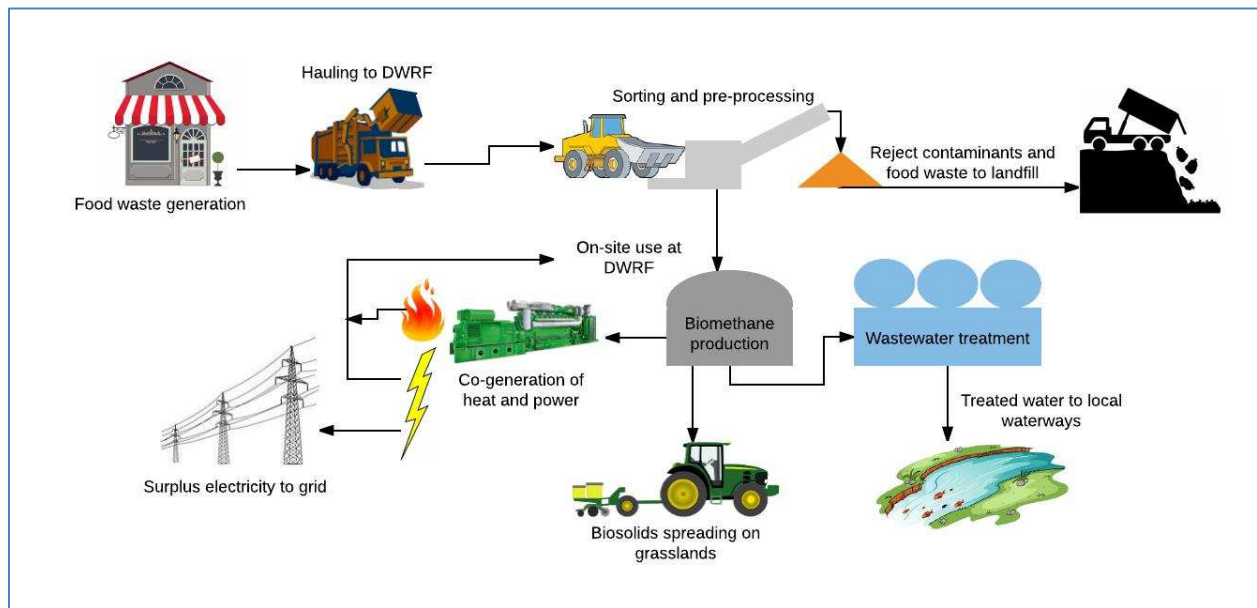 Hauling to DWRF
Food waste generation
Sorting and pre-processing
Reject contaminants and
food waste to landfill
On-site use at
DWRF
Co-generation of
heat and power
Surplus electricity to grid
Biomethane
production
Wastewater treatment
Treated water to local
waterways
Biosolids spreading on
grasslands